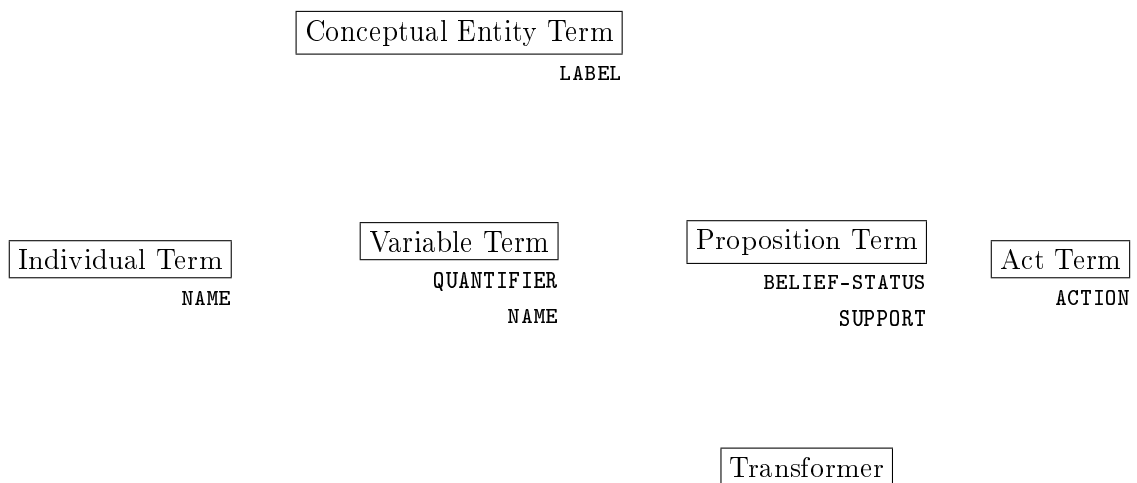 Conceptual Entity Term
LABEL
Individual Term
NAME
Variable Term
QUANTIFIER
NAME
Proposition Term
BELIEF-STATUS
SUPPORT
Act Term
ACTION
Transformer